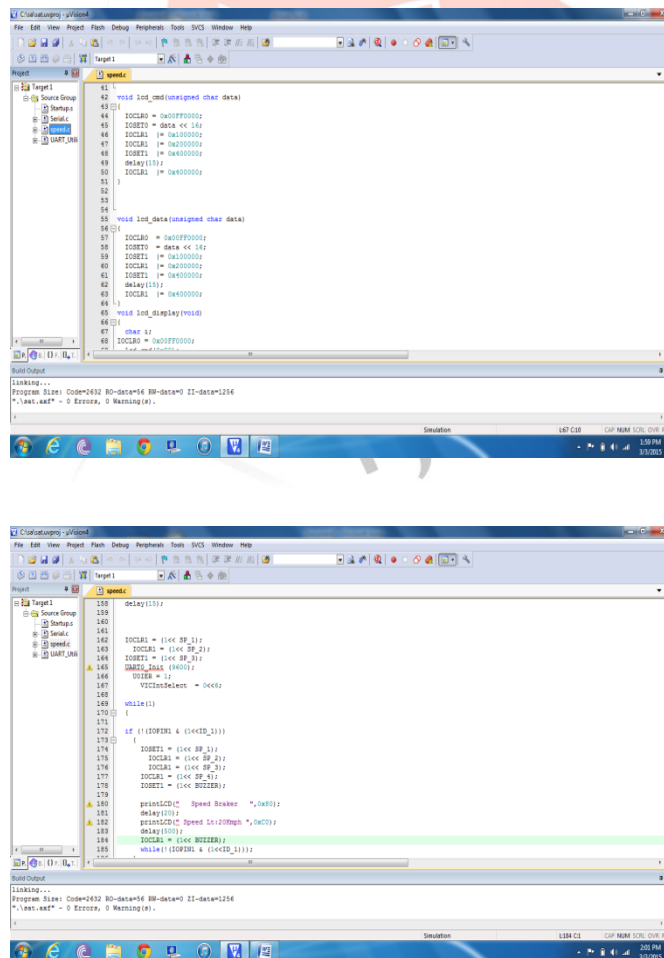 C:\sat\sat.uvproj - µVision4
File Edit View Project Flash Debug Peripherals Tools SVCS Window Help
Target 1
Project
speed.c
Target 1
Source Group
Startup.s
Serial.c
speed.c
UART_Utili
41
42 void lcd_cmd(unsigned char data)
43 {
44 IOCLR0 = 0x00FF0000;
45 IOSET0 = data << 16;
46 IOCLR1 |= 0x100000;
47 IOCLR1 |= 0x200000;
48 IOSET1 |= 0x400000;
49 delay(15);
50 IOCLR1 |= 0x400000;
51 }
52
53
54
55 void lcd_data(unsigned char data)
56 {
57 IOCLR0 = 0x00FF0000;
58 IOSET0 = data << 16;
59 IOSET1 |= 0x100000;
60 IOCLR1 |= 0x200000;
61 IOSET1 |= 0x400000;
62 delay(15);
63 IOCLR1 |= 0x400000;
64 }
65 void lcd_display(void)
66 {
67 char i;
68 IOCLR0 = 0x00FF0000;
Build Output
linking...
Program Size: Code=2632 RO-data=56 RW-data=0 ZI-data=1256
".\sat.axf" - 0 Errors, 0 Warning(s).
Simulation L:67 C:10 CAP NUM SCRL OVR
1:59 PM
3/3/2015
C:\sat\sat.uvproj - µVision4
File Edit View Project Flash Debug Peripherals Tools SVCS Window Help
Target 1
Project
speed.c
Target 1
Source Group
Startup.s
Serial.c
speed.c
UART_Utili
158 delay(15);
159
160
161
162 IOCLR1 = (1<< SP_1);
163 IOCLR1 = (1<< SP_2);
164 IOSET1 = (1<< SP_3);
165 UART0_Init (9600);
166 U0IER = 1;
167 VICIntSelect = 0<<6;
168
169 while(1)
170 {
171
172 if (!(IOPIN1 & (1<<ID_1)))
173 {
174 IOSET1 = (1<< SP_1);
175 IOCLR1 = (1<< SP_2);
176 IOCLR1 = (1<< SP_3);
177 IOCLR1 = (1<< SP_4);
178 IOSET1 = (1<< BUZZER);
179
180 printLCD(" Speed Braker ",0x80);
181 delay(20);
182 printLCD(" Speed Lt:20Kmph ",0xC0);
183 delay(500);
184 IOCLR1 = (1<< BUZZER);
185 while(!(IOPIN1 & (1<<ID_1)));
Build Output
linking...
Program Size: Code=2632 RO-data=56 RW-data=0 ZI-data=1256
".\sat.axf" - 0 Errors, 0 Warning(s).
Simulation L:184 C:1 CAP NUM SCRL OVR
2:01 PM
3/3/2015